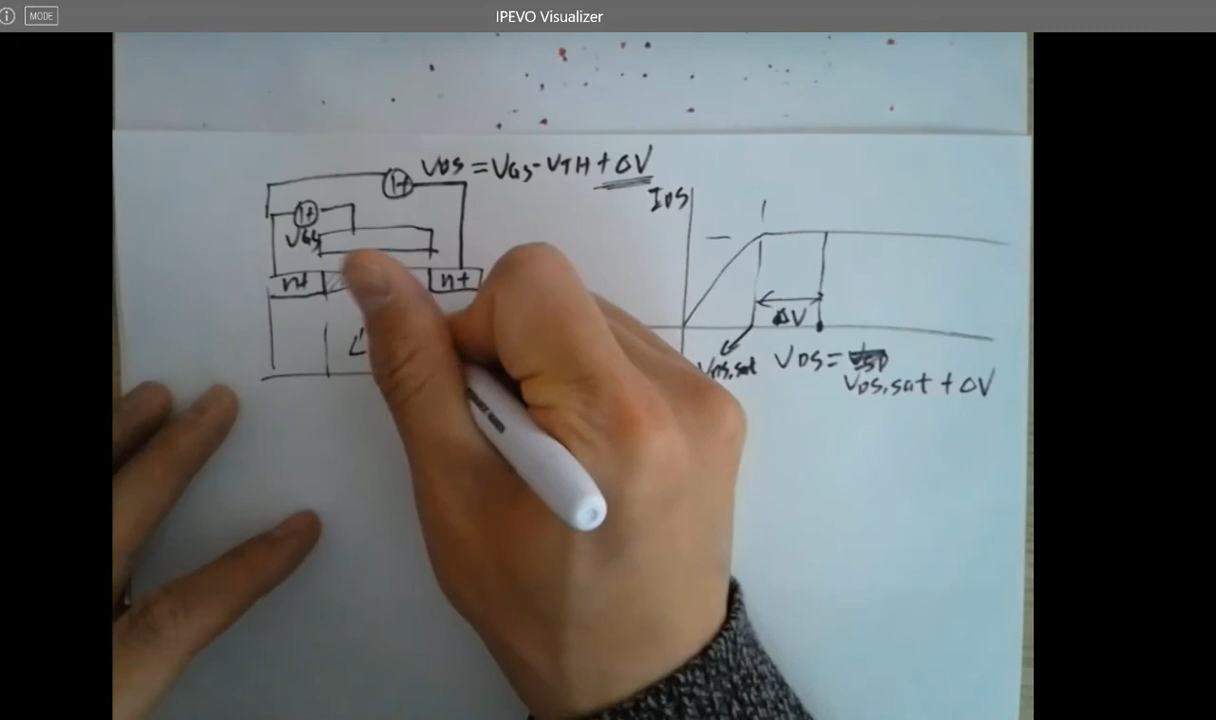 MODE
IPEVO Visualizer
VDS = VGS - VTH + ΔV
IDS
VGS
n+
n+
L
ΔV
VDS,sat
VDS =
VDS,sat + ΔV